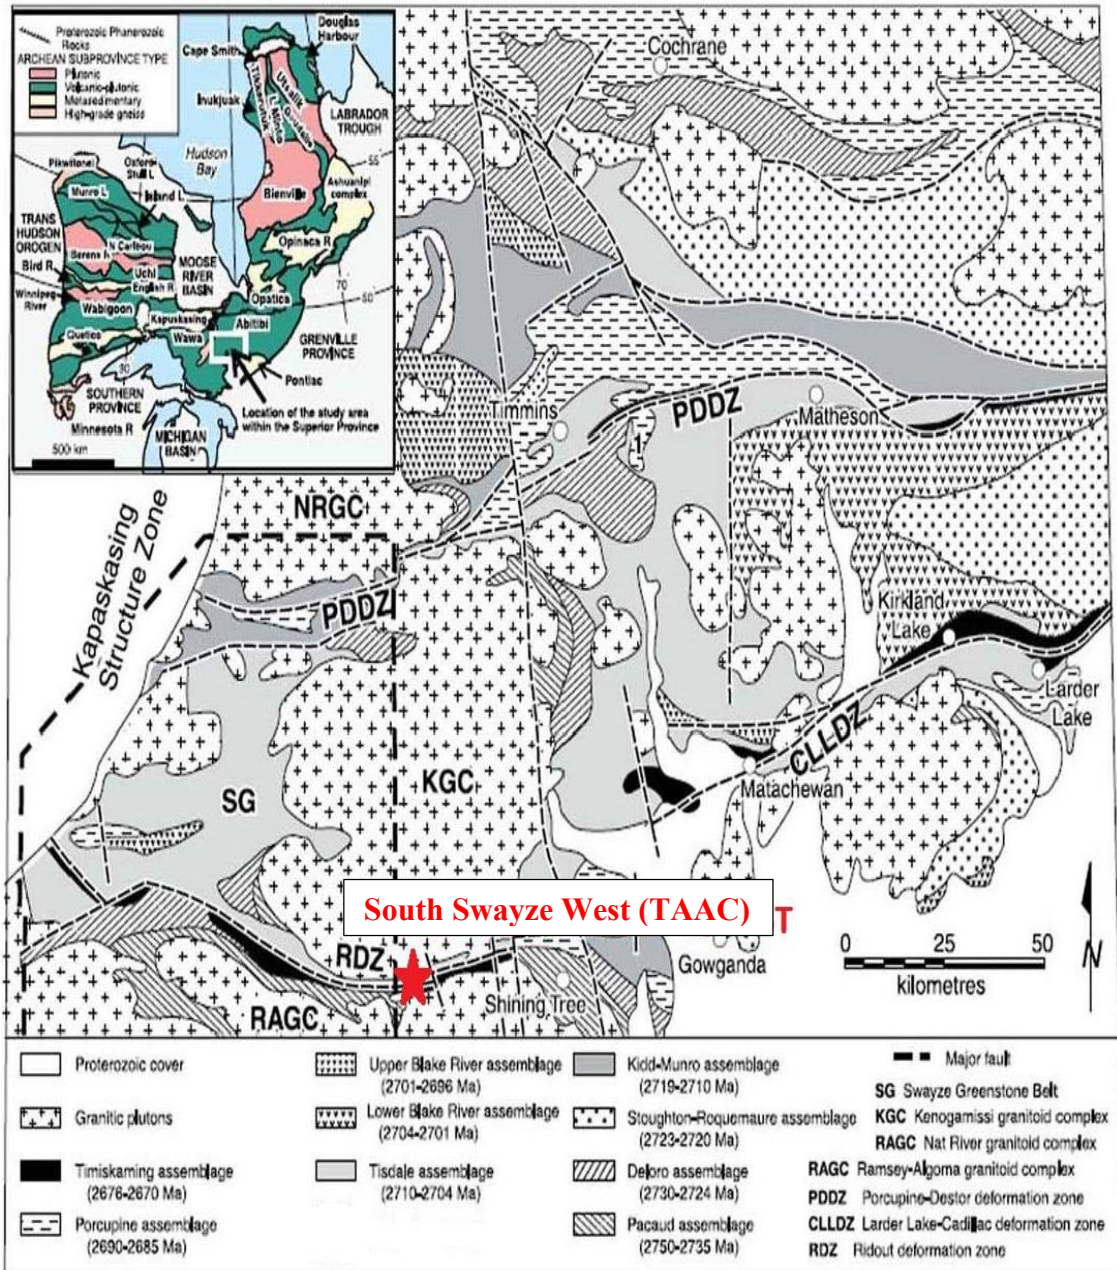 Proterozoic Phanerozoic
Rocks
ARCHEAN SUBPROVINCE TYPE
Plutonic
Volcanic-plutonic
Metasedimentary
High-grade gneiss
Douglas
Harbour
Cape Smith
Inukjuak
Utsalik
LABRADOR
TROUGH
Hudson
Bay
55
Pikwitonei
Oxford-
Stull L
Munro L
Island L
Bienville
Ashuanipi
complex
TRANS
HUDSON
OROGEN
Berens R
N Caribou
MOOSE
RIVER
BASIN
Opinaca R
Bird R
Uchi
English R
70
50
Winnipeg
River
Wabigoon
Opatica
Kapuskasing
Abitibi
Quetico
Wawa
GRENVILLE
PROVINCE
90
Pontiac
SOUTHERN
PROVINCE
Minnesota R
MICHIGAN
BASIN
Location of the study area
within the Superior Province
500 km
Cochrane
Timmins
PDDZ
Matheson
1
NRGC
Kapaskasing
Structure Zone
PDDZ
Kirkland
Lake
Larder
Lake
CLLDZ
Matachewan
SG
KGC
South Swayze West (TAAC)
T
RDZ
Gowganda
0 25 50
kilometres
N
Shining Tree
RAGC
Proterozoic cover
Granitic plutons
Timiskaming assemblage
(2676-2670 Ma)
Porcupine assemblage
(2690-2685 Ma)
Upper Blake River assemblage
(2701-2696 Ma)
Lower Blake River assemblage
(2704-2701 Ma)
Tisdale assemblage
(2710-2704 Ma)
Kidd-Munro assemblage
(2719-2710 Ma)
Stoughton-Roquemaure assemblage
(2723-2720 Ma)
Deloro assemblage
(2730-2724 Ma)
Pacaud assemblage
(2750-2735 Ma)
Major fault
SG Swayze Greenstone Belt
KGC Kenogamissi granitoid complex
RAGC Nat River granitoid complex
RAGC Ramsey-Algoma granitoid complex
PDDZ Porcupine-Destor deformation zone
CLLDZ Larder Lake-Cadillac deformation zone
RDZ Ridout deformation zone